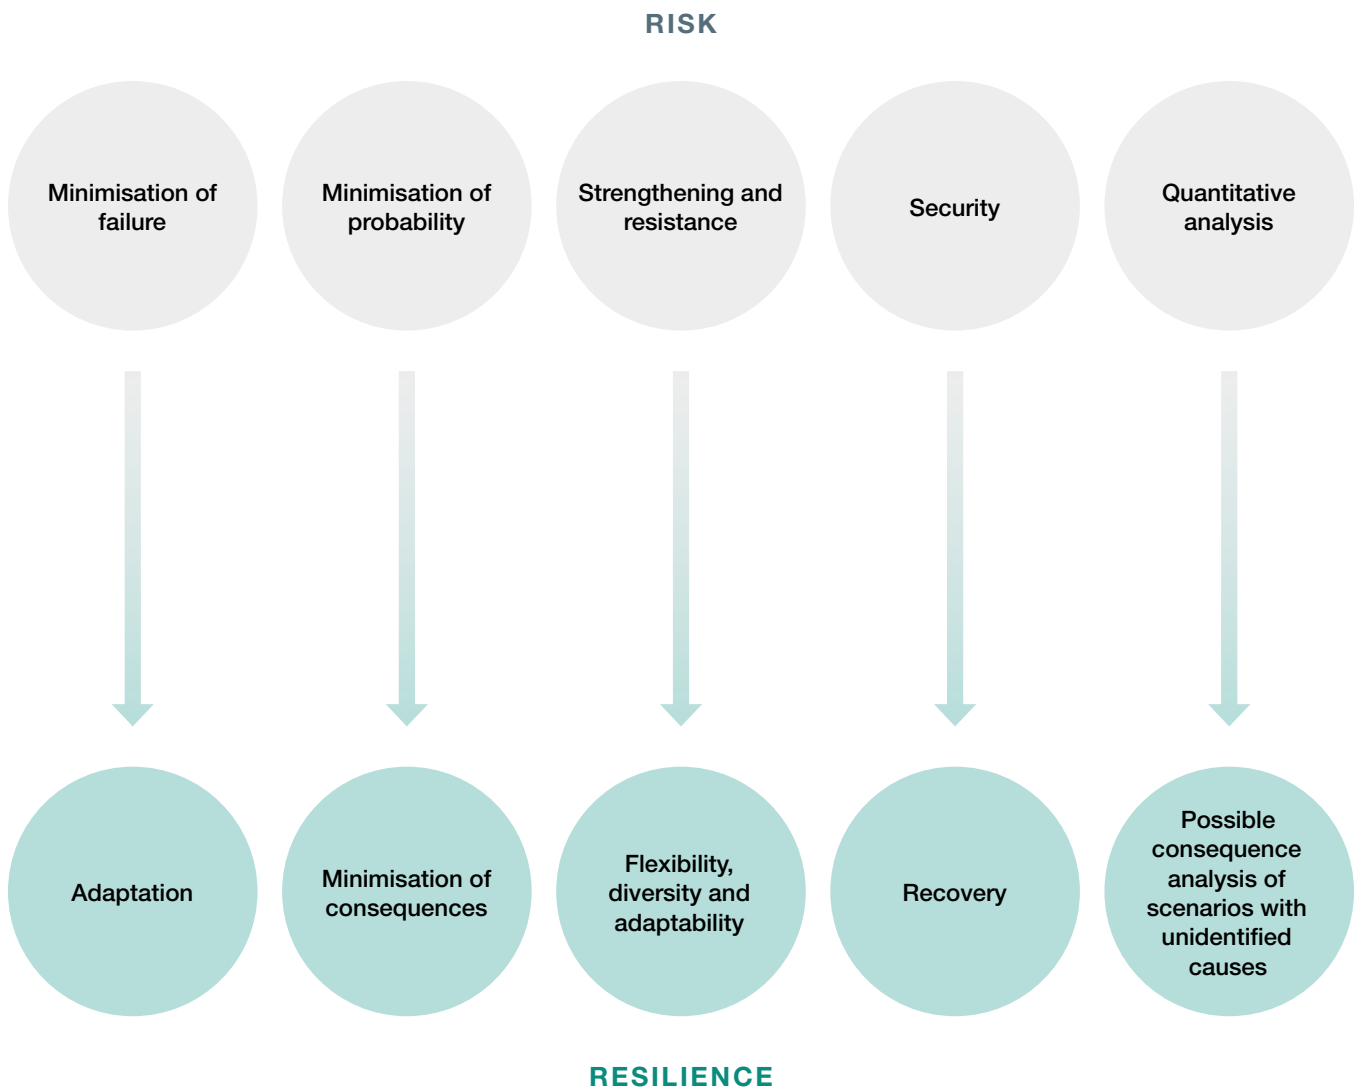 RISK
Minimisation of
failure
Minimisation of
probability
Strengthening and
resistance
Security
Quantitative
analysis
Adaptation
Minimisation of
consequences
Flexibility,
diversity and
adaptability
Recovery
Possible
consequence
analysis of
scenarios with
unidentified
causes
RESILIENCE